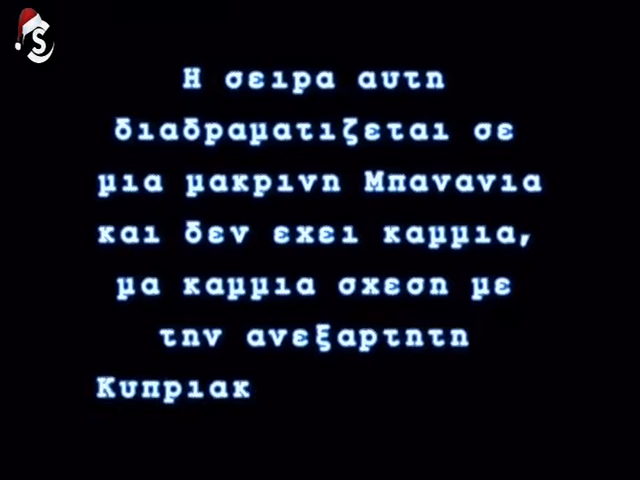 S
Η σειρα αυτη
διαδραματιζεται σε
μια μακρινη Μπανανια
και δεν εχει καμμια,
μα καμμια σχεση με
την ανεξαρτητη
Κυπριακ